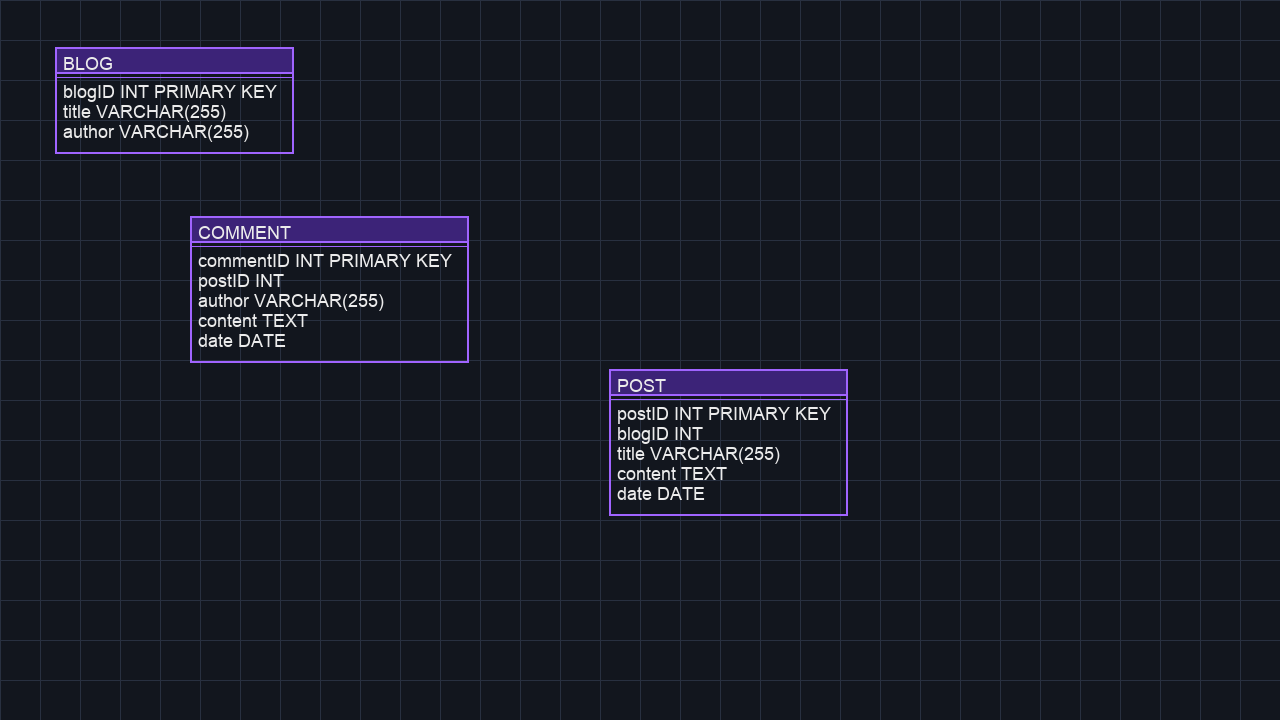 BLOG
blogID INT PRIMARY KEY
title VARCHAR(255)
author VARCHAR(255)
COMMENT
commentID INT PRIMARY KEY
postID INT
author VARCHAR(255)
content TEXT
date DATE
POST
postID INT PRIMARY KEY
blogID INT
title VARCHAR(255)
content TEXT
date DATE